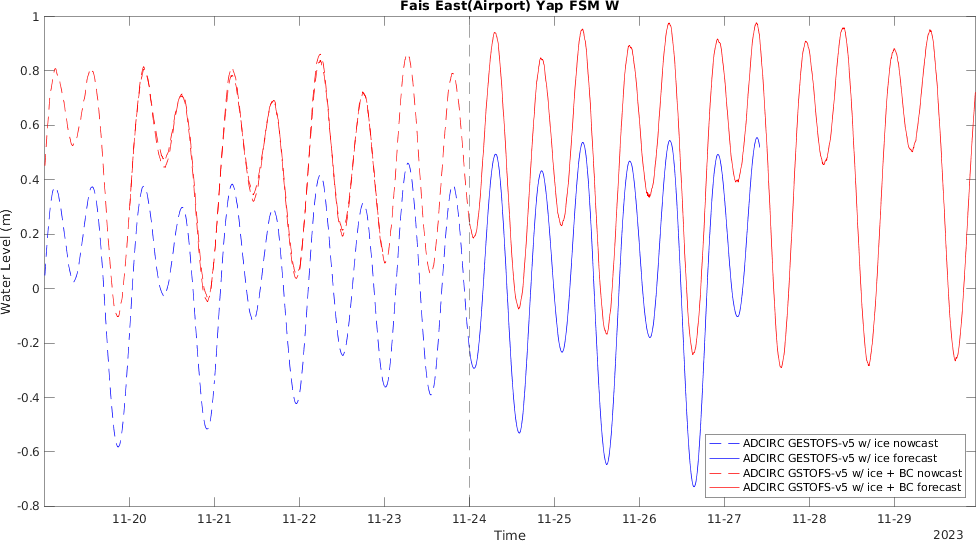 Fais East(Airport) Yap FSM W
1
0.8
0.6
0.4
0.2
0
-0.2
-0.4
-0.6
-0.8
Water Level (m)
ADCIRC GESTOFS-v5 w/ ice nowcast
ADCIRC GESTOFS-v5 w/ ice forecast
ADCIRC GSTOFS-v5 w/ ice + BC nowcast
ADCIRC GSTOFS-v5 w/ ice + BC forecast
11-20 11-21 11-22 11-23 11-24 11-25 11-26 11-27 11-28 11-29
Time
2023